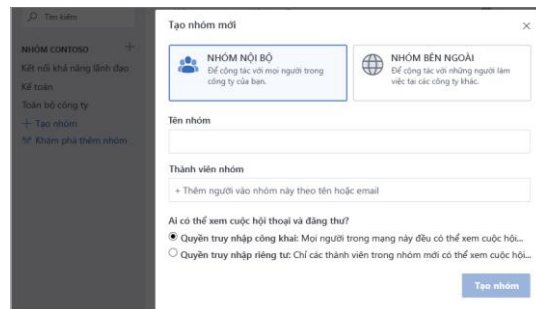 Tìm kiếm
NHÓM CONTOSO
Kết nối khả năng lãnh đạo
Kế toán
Toàn bộ công ty
+ Tạo nhóm
Khám phá thêm nhóm
Tạo nhóm mới
NHÓM NỘI BỘ
Để cộng tác với mọi người trong
công ty của bạn.
NHÓM BÊN NGOÀI
Để cộng tác với những người làm
việc tại các công ty khác.
Tên nhóm
Thành viên nhóm
+ Thêm người vào nhóm này theo tên hoặc email
Ai có thể xem cuộc hội thoại và đăng thư?
Quyền truy nhập công khai: Mọi người trong mạng này đều có thể xem cuộc hội...
Quyền truy nhập riêng tư: Chỉ các thành viên trong nhóm mới có thể xem cuộc hội...
Tạo nhóm